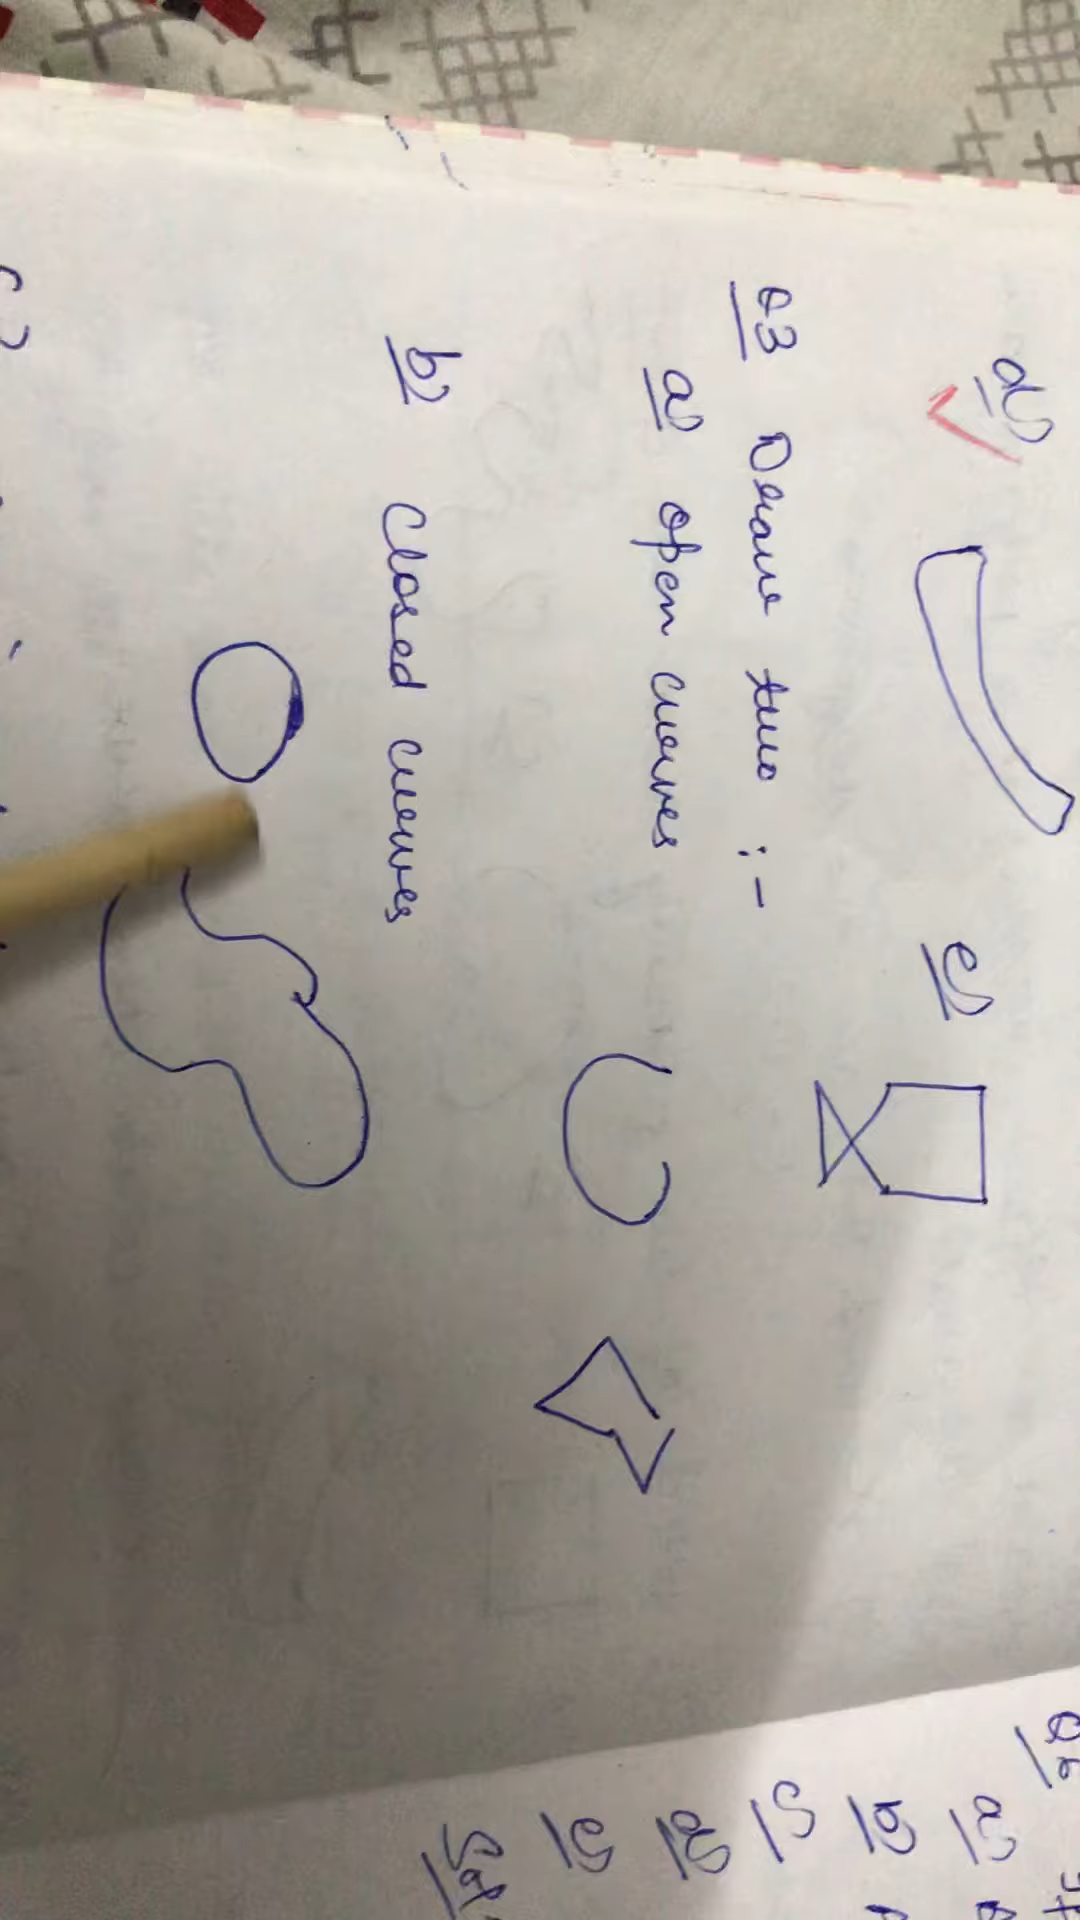 d) e)
Q3 Draw two :-
a) open curves
b) Closed curves
Q6
a)
b)
c)
d)
e)
Sol